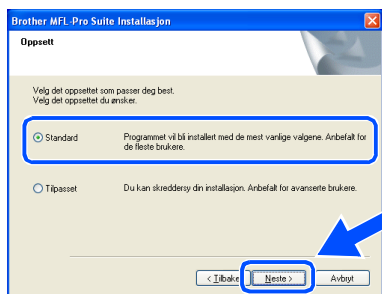 Brother MFL-Pro Suite Installasjon
Oppsett
Velg det oppsettet som passer deg best.
Velg det oppsettet du ønsker.
Standard
Programmet vil bli installert med de mest vanlige valgene. Anbefalt for
de fleste brukere.
Tilpasset
Du kan skreddersy din installasjon. Anbefalt for avanserte brukere.
< Tilbake
Neste >
Avbryt